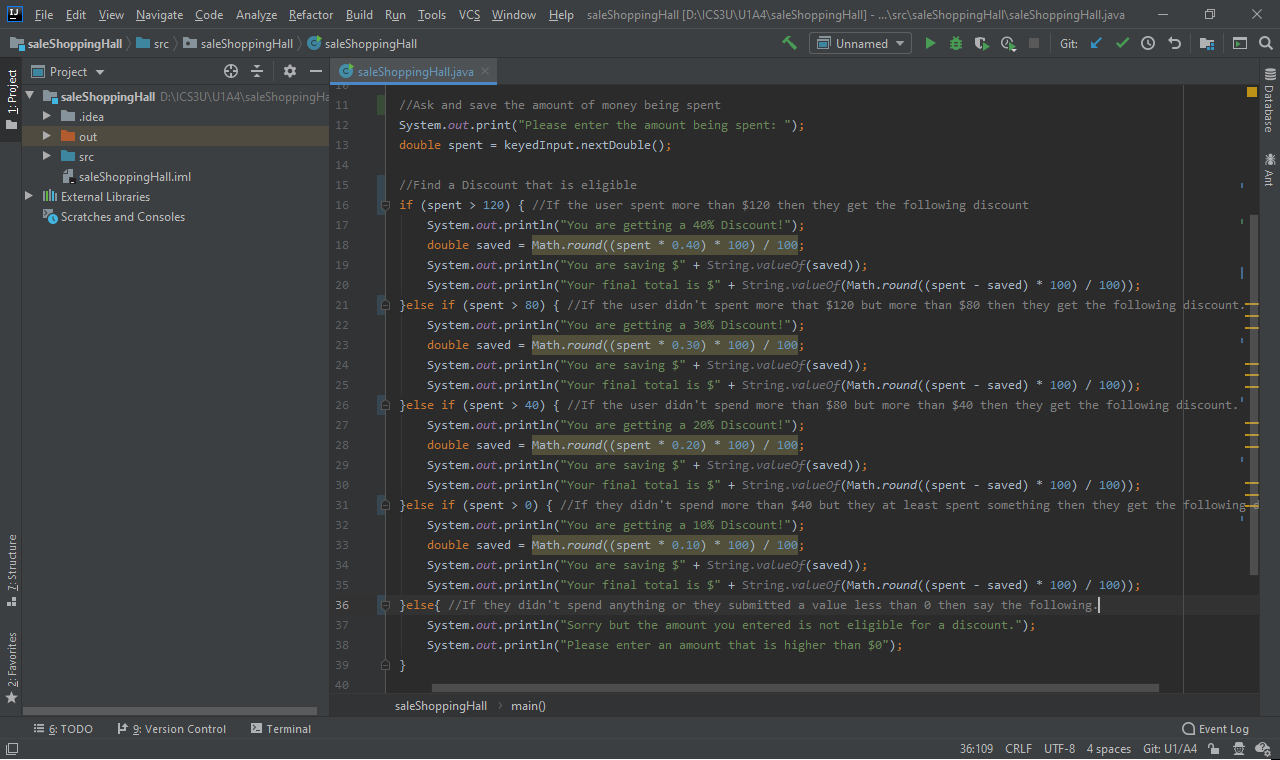 File Edit View Navigate Code Analyze Refactor Build Run Tools VCS Window Help saleShoppingHall [D:\ICS3U\U1A4\saleShoppingHall] - ...\src\saleShoppingHall\saleShoppingHall.java
saleShoppingHall src saleShoppingHall saleShoppingHall Unnamed Git:
Project saleShoppingHall.java
1: Project
saleShoppingHall D:\ICS3U\U1A4\saleShoppingHa
.idea
out
src
saleShoppingHall.iml
External Libraries
Scratches and Consoles
7: Structure
2: Favorites
10
11 //Ask and save the amount of money being spent
12 System.out.print("Please enter the amount being spent: ");
13 double spent = keyedInput.nextDouble();
14
15 //Find a Discount that is eligible
16 if (spent > 120) { //If the user spent more than $120 then they get the following discount
17 System.out.println("You are getting a 40% Discount!");
18 double saved = Math.round((spent * 0.40) * 100) / 100;
19 System.out.println("You are saving $" + String.valueOf(saved));
20 System.out.println("Your final total is $" + String.valueOf(Math.round((spent - saved) * 100) / 100));
21 }else if (spent > 80) { //If the user didn't spent more that $120 but more than $80 then they get the following discount.
22 System.out.println("You are getting a 30% Discount!");
23 double saved = Math.round((spent * 0.30) * 100) / 100;
24 System.out.println("You are saving $" + String.valueOf(saved));
25 System.out.println("Your final total is $" + String.valueOf(Math.round((spent - saved) * 100) / 100));
26 }else if (spent > 40) { //If the user didn't spend more than $80 but more than $40 then they get the following discount.
27 System.out.println("You are getting a 20% Discount!");
28 double saved = Math.round((spent * 0.20) * 100) / 100;
29 System.out.println("You are saving $" + String.valueOf(saved));
30 System.out.println("Your final total is $" + String.valueOf(Math.round((spent - saved) * 100) / 100));
31 }else if (spent > 0) { //If they didn't spend more than $40 but they at least spent something then they get the following d
32 System.out.println("You are getting a 10% Discount!");
33 double saved = Math.round((spent * 0.10) * 100) / 100;
34 System.out.println("You are saving $" + String.valueOf(saved));
35 System.out.println("Your final total is $" + String.valueOf(Math.round((spent - saved) * 100) / 100));
36 }else{ //If they didn't spend anything or they submitted a value less than 0 then say the following.
37 System.out.println("Sorry but the amount you entered is not eligible for a discount.");
38 System.out.println("Please enter an amount that is higher than $0");
39 }
40
Database
Ant
saleShoppingHall main()
6: TODO 9: Version Control Terminal Event Log
36:109 CRLF UTF-8 4 spaces Git: U1/A4